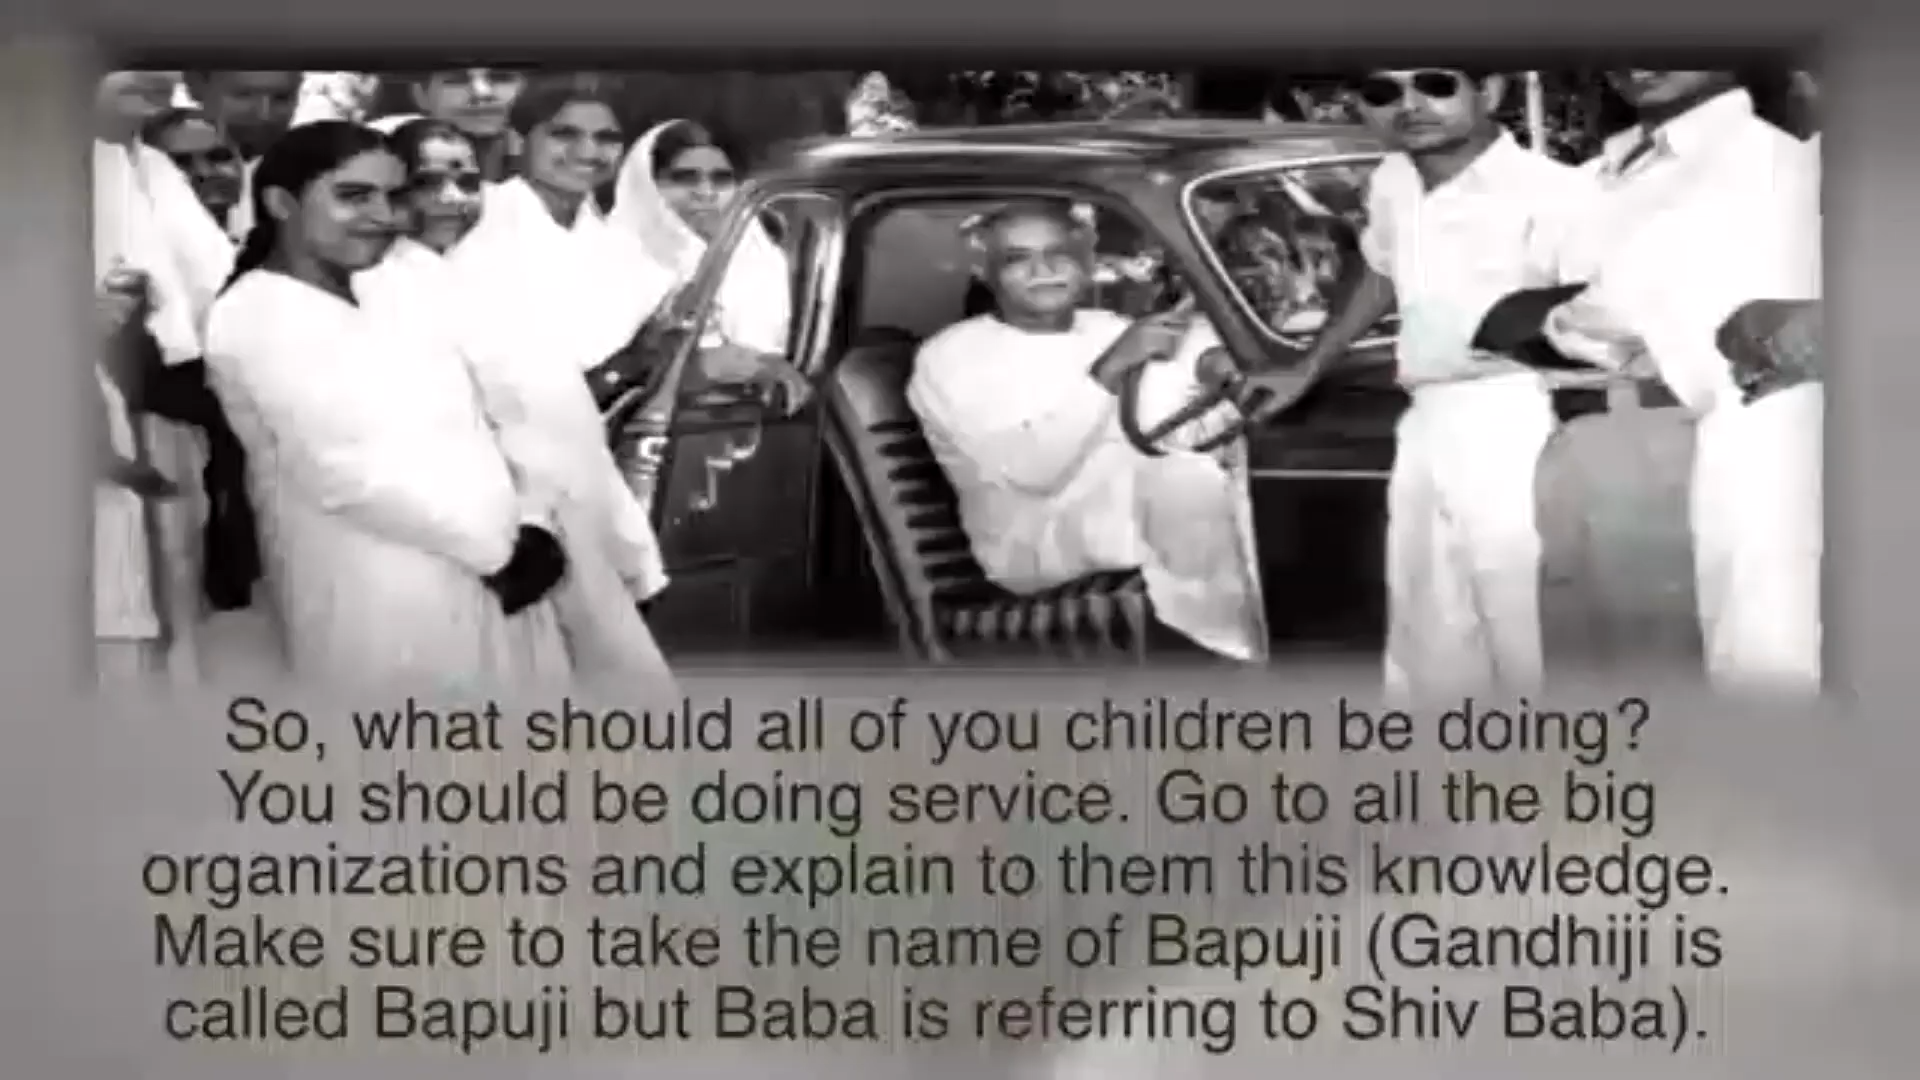 So, what should all of you children be doing?
You should be doing service. Go to all the big
organizations and explain to them this knowledge.
Make sure to take the name of Bapuji (Gandhiji is
called Bapuji but Baba is referring to Shiv Baba).